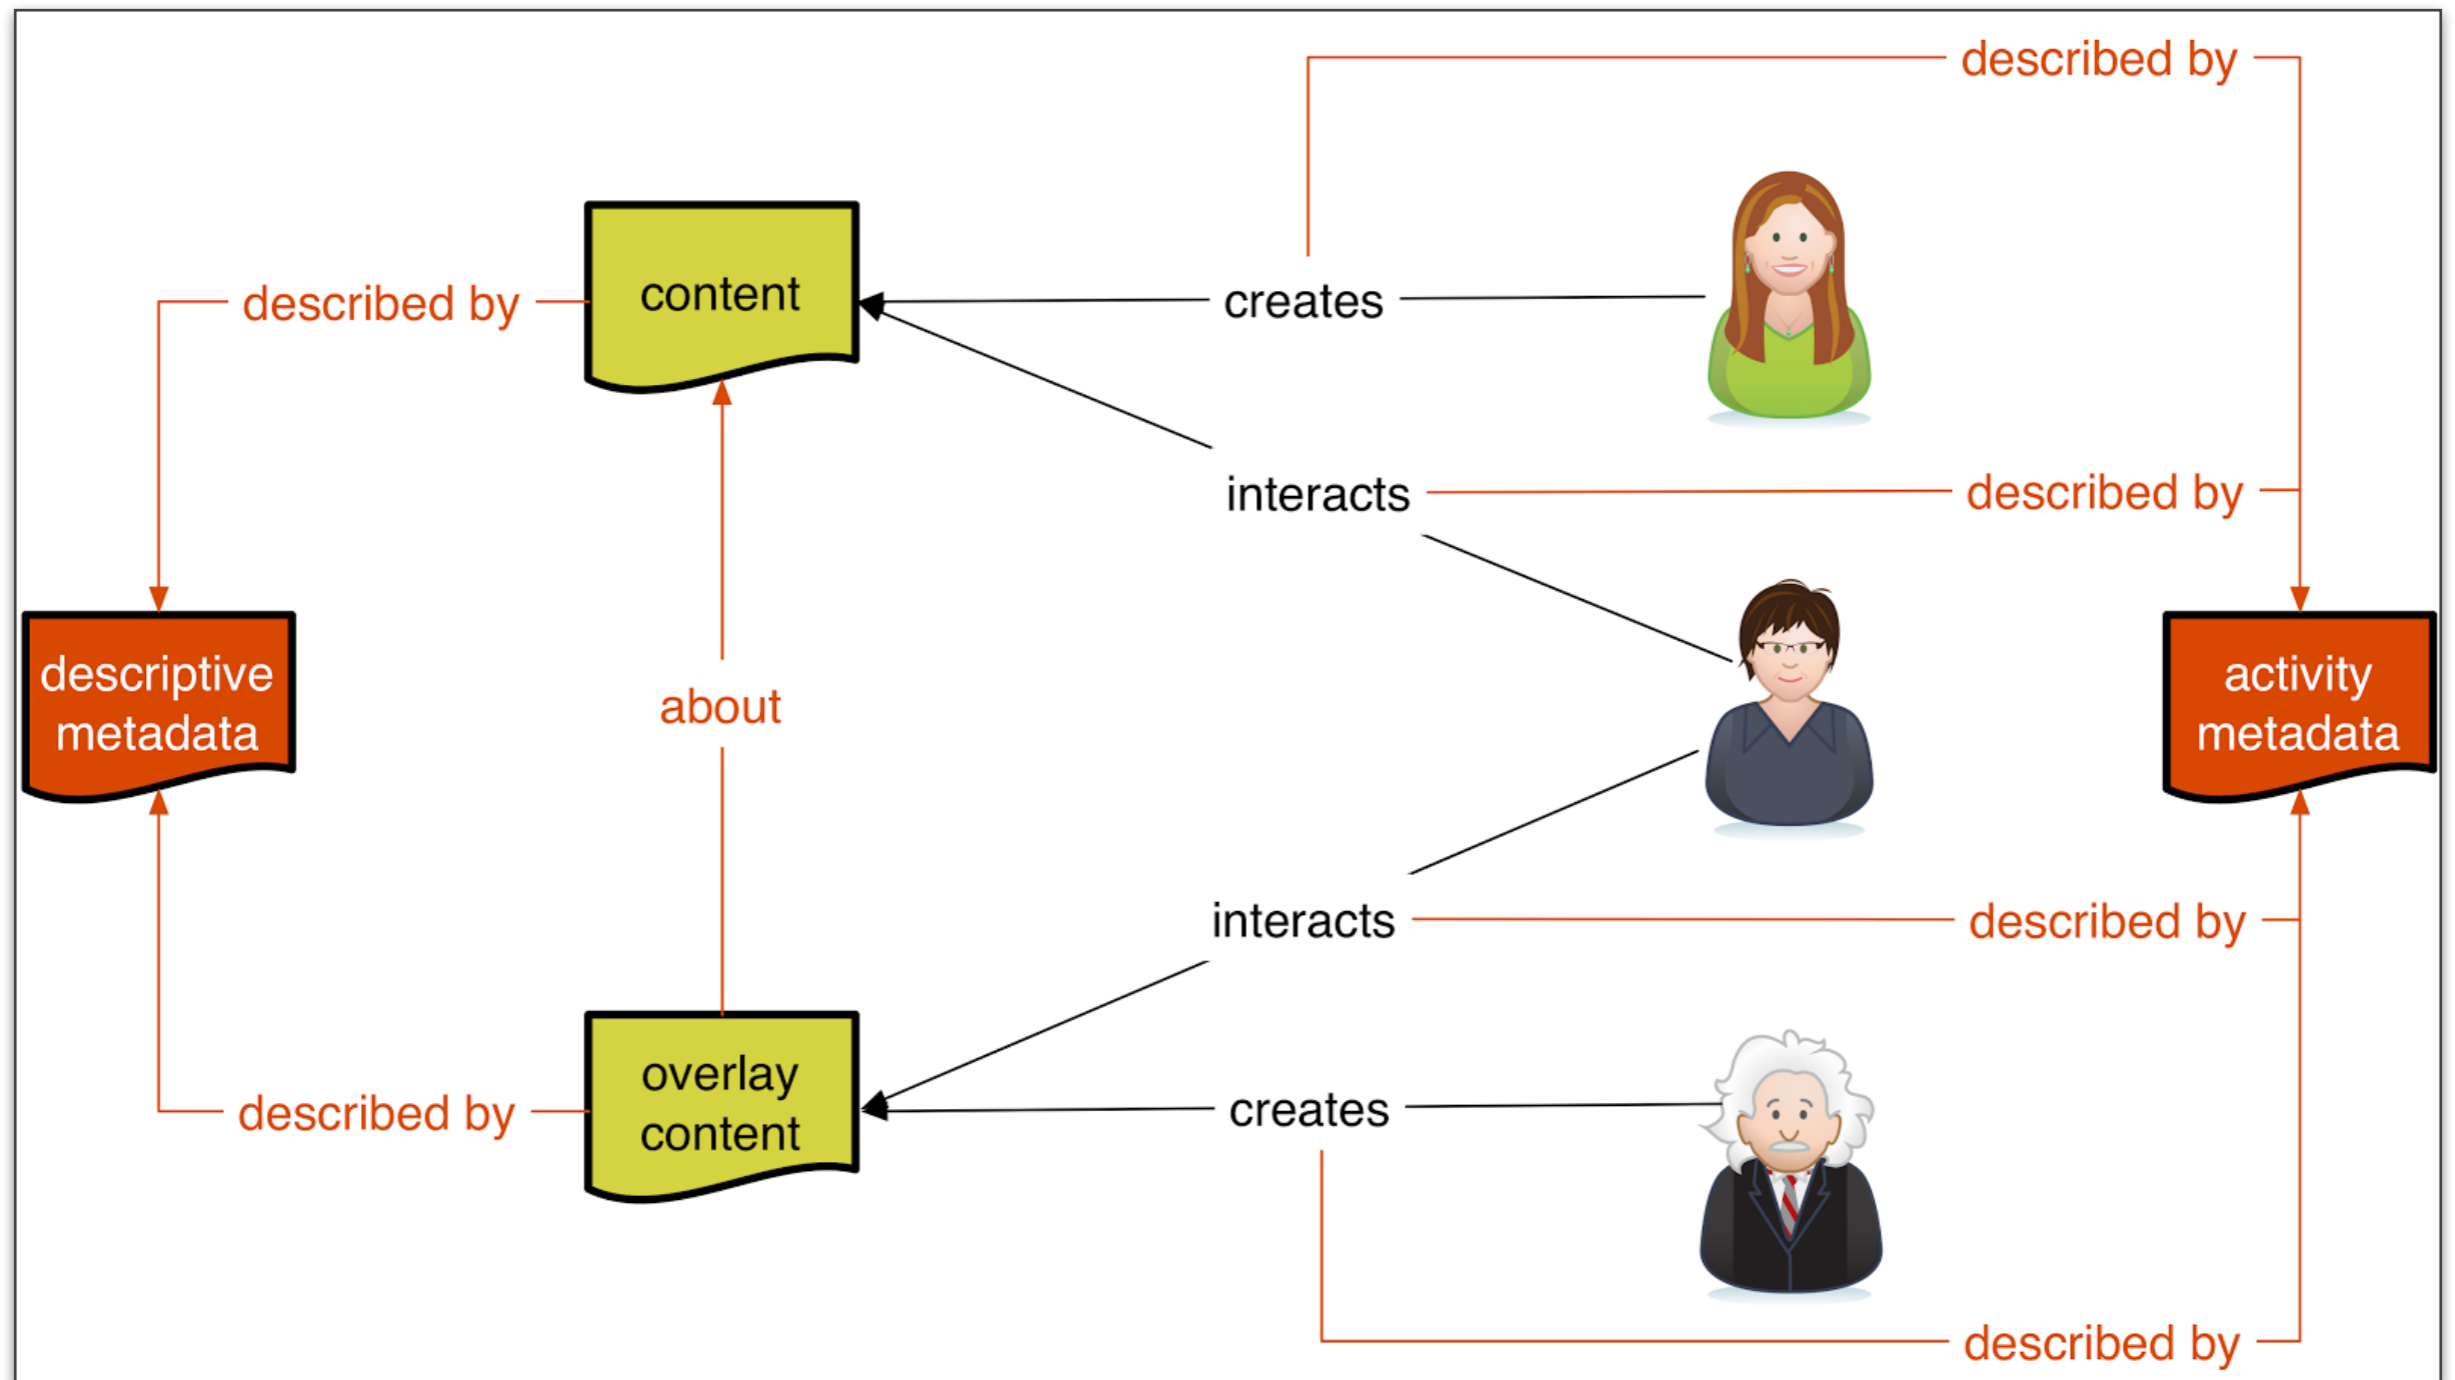 described by
content
described by
creates
interacts
described by
descriptive
metadata
about
activity
metadata
interacts
described by
overlay
content
described by
creates
described by